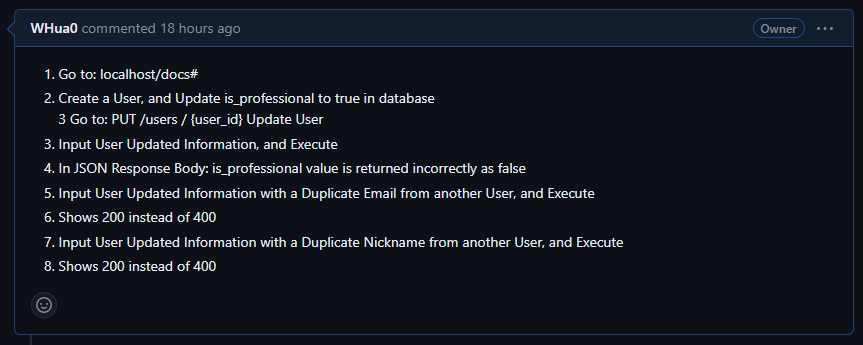 WHua0 commented 18 hours ago Owner ...
1. Go to: localhost/docs#
2. Create a User, and Update is_professional to true in database
3 Go to: PUT /users / {user_id} Update User
3. Input User Updated Information, and Execute
4. In JSON Response Body: is_professional value is returned incorrectly as false
5. Input User Updated Information with a Duplicate Email from another User, and Execute
6. Shows 200 instead of 400
7. Input User Updated Information with a Duplicate Nickname from another User, and Execute
8. Shows 200 instead of 400